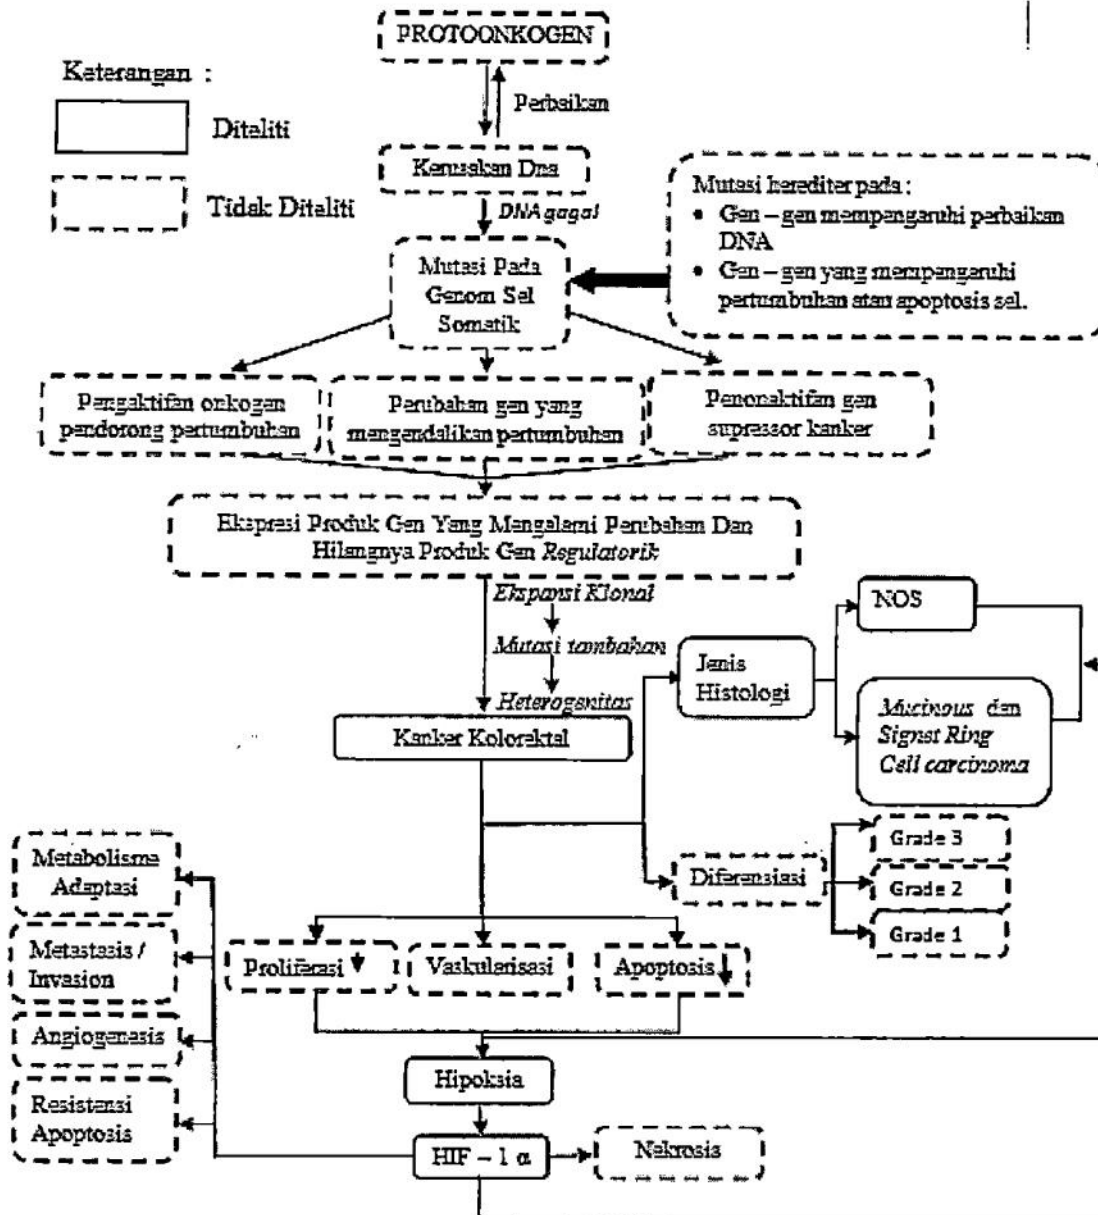 PROTOONKOGEN
Keterangan :
Diteliti
Tidak Diteliti
Perbaikan
Kerusakan Dna
DNA gagal
Mutasi herediter pada :
• Gen – gen mempengaruhi perbaikan
DNA
• Gen – gen yang mempengaruhi
pertumbuhan atau apoptosis sel.
Mutasi Pada
Genom Sel
Somatik
Pengaktifan onkogen
pendorong pertumbuhan
Perubahan gen yang
mengendalikan pertumbuhan
Penonaktifan gen
supressor kanker
Ekspresi Produk Gen Yang Mengalami Perubahan Dan
Hilangnya Produk Gen Regulatorik
Ekspansi Klonal
Mutasi tambahan
Heterogenitas
Kanker Kolorektal
Jenis
Histologi
NOS
Mucinous dan
Signet Ring
Cell carcinoma
Diferensiasi
Grade 3
Grade 2
Grade 1
Metabolisme
Adaptasi
Metastasis /
Invasion
Angiogenesis
Resistensi
Apoptosis
Proliferasi
Vaskularisasi
Apoptosis
Hipoksia
HIF – 1 α
Nekrosis